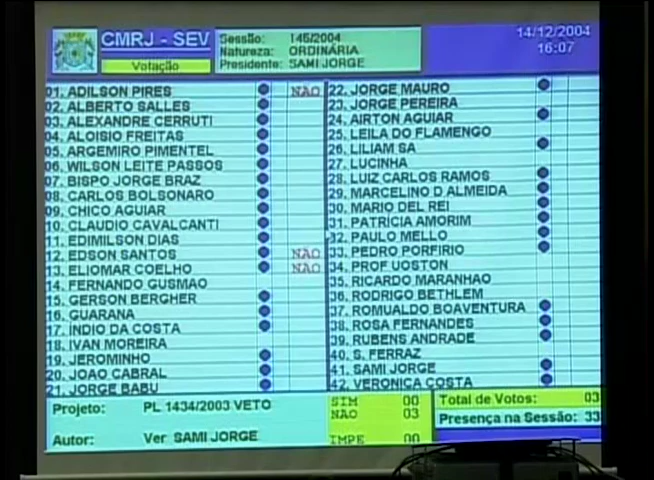 CMRJ - SEV
Votação
Sessão: 146/2004
Natureza: ORDINÁRIA
Presidente: SAMI JORGE
14/12/2004
16:07
01. ADILSON PIRES NÃO
02. ALBERTO SALLES
03. ALEXANDRE CERRUTI
04. ALOISIO FREITAS
05. ARGEMIRO PIMENTEL
06. WILSON LEITE PASSOS
07. BISPO JORGE BRAZ
08. CARLOS BOLSONARO
09. CHICO AGUIAR
10. CLAUDIO CAVALCANTI
11. EDIMILSON DIAS
12. EDSON SANTOS NÃO
13. ELIOMAR COELHO NÃO
14. FERNANDO GUSMAO
15. GERSON BERGHER
16. GUARANA
17. ÍNDIO DA COSTA
18. IVAN MOREIRA
19. JEROMINHO
20. JOAO CABRAL
21. JORGE BABU
22. JORGE MAURO
23. JORGE PEREIRA
24. AIRTON AGUIAR
25. LEILA DO FLAMENGO
26. LILIAM SA
27. LUCINHA
28. LUIZ CARLOS RAMOS
29. MARCELINO D ALMEIDA
30. MARIO DEL REI
31. PATRÍCIA AMORIM
32. PAULO MELLO
33. PEDRO PORFIRIO
34. PROF UOSTON
35. RICARDO MARANHAO
36. RODRIGO BETHLEM
37. ROMUALDO BOAVENTURA
38. ROSA FERNANDES
39. RUBENS ANDRADE
40. S. FERRAZ
41. SAMI JORGE
42. VERONICA COSTA
Projeto: PL 1434/2003 VETO
Autor: Ver SAMI JORGE
SIM 00
NÃO 03
IMPE 00
Total de Votos: 03
Presença na Sessão: 33